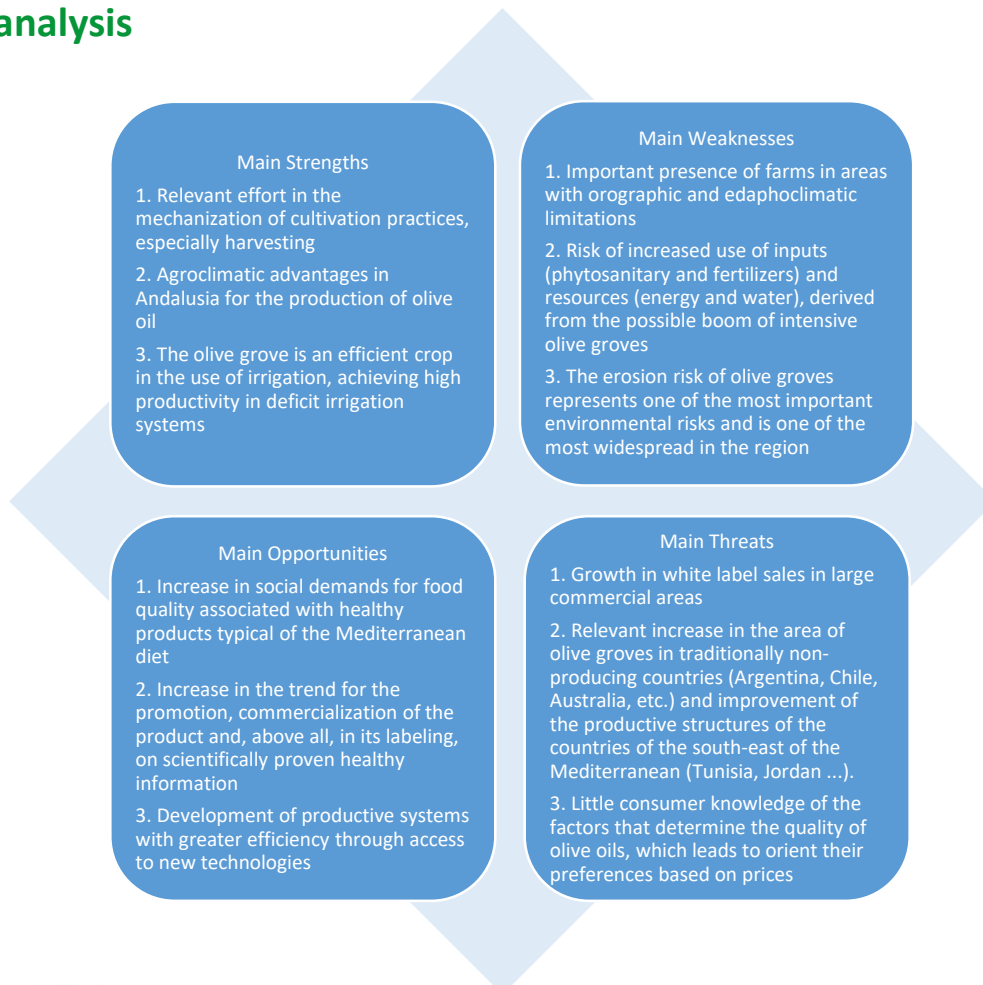 analysis
Main Strengths
1. Relevant effort in the
mechanization of cultivation practices,
especially harvesting
2. Agroclimatic advantages in
Andalusia for the production of olive
oil
3. The olive grove is an efficient crop
in the use of irrigation, achieving high
productivity in deficit irrigation
systems
Main Weaknesses
1. Important presence of farms in areas
with orographic and edaphoclimatic
limitations
2. Risk of increased use of inputs
(phytosanitary and fertilizers) and
resources (energy and water), derived
from the possible boom of intensive
olive groves
3. The erosion risk of olive groves
represents one of the most important
environmental risks and is one of the
most widespread in the region
Main Opportunities
1. Increase in social demands for food
quality associated with healthy
products typical of the Mediterranean
diet
2. Increase in the trend for the
promotion, commercialization of the
product and, above all, in its labeling,
on scientifically proven healthy
information
3. Development of productive systems
with greater efficiency through access
to new technologies
Main Threats
1. Growth in white label sales in large
commercial areas
2. Relevant increase in the area of
olive groves in traditionally non-
producing countries (Argentina, Chile,
Australia, etc.) and improvement of
the productive structures of the
countries of the south-east of the
Mediterranean (Tunisia, Jordan ...).
3. Little consumer knowledge of the
factors that determine the quality of
olive oils, which leads to orient their
preferences based on prices